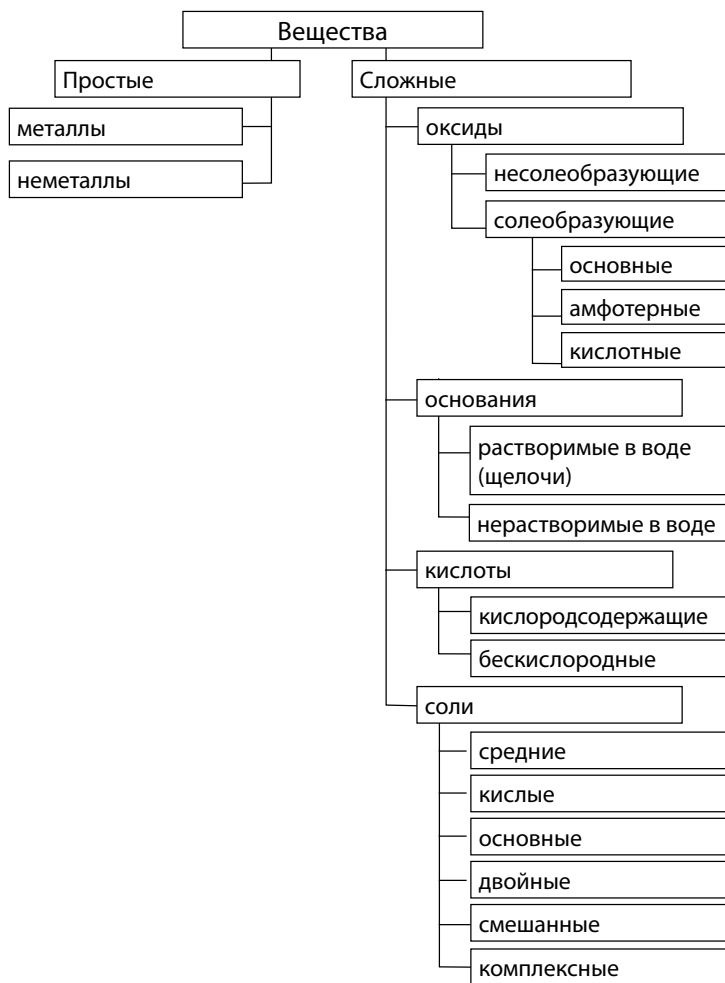 Вещества
Простые
металлы
неметаллы
Сложные
оксиды
несолеобразующие
солеобразующие
основные
амфотерные
кислотные
основания
растворимые в воде
(щелочи)
нерастворимые в воде
кислоты
кислородсодержащие
бескислородные
соли
средние
кислые
основные
двойные
смешанные
комплексные